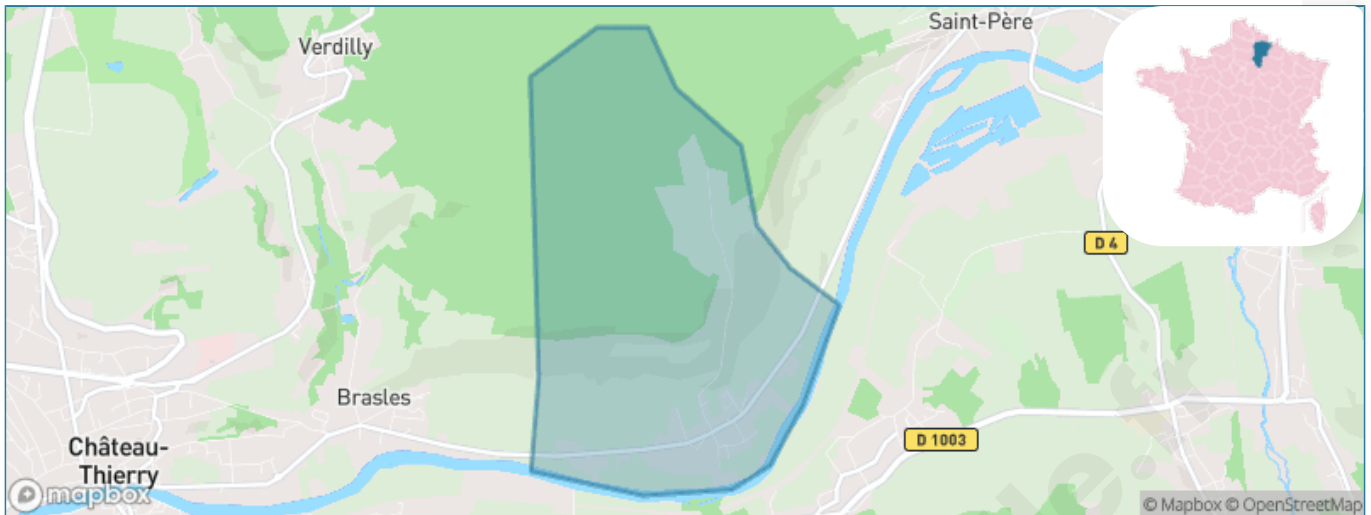 Verdilly
Saint-Père
D 4
Brasles
D 1003
Château-
Thierry
mapbox
© Mapbox © OpenStreetMap